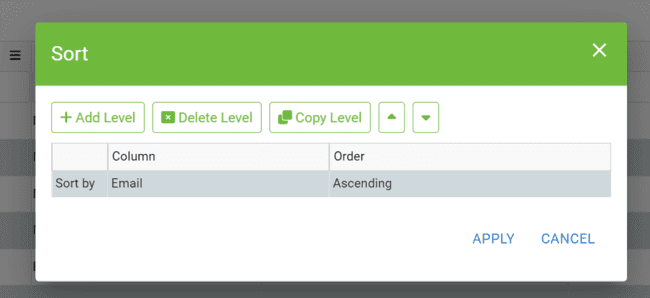 Sort
Add Level Delete Level Copy Level
Column Order
Sort by Email Ascending
APPLY CANCEL